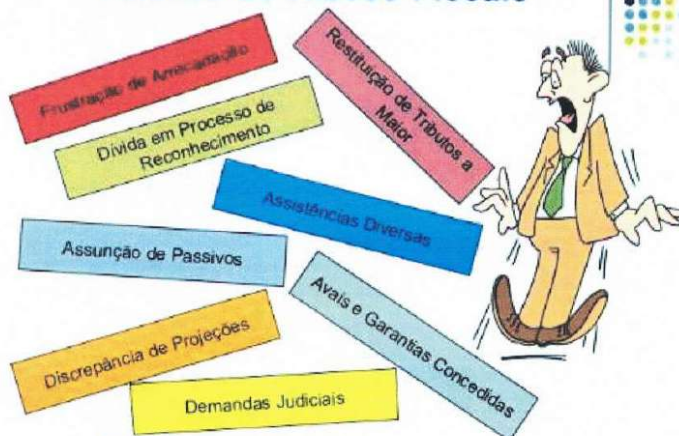 Frustração de Arrecadação
Restituição de Tributos a
Maior
Dívida em Processo de
Reconhecimento
Assistências Diversas
Assunção de Passivos
Avais e Garantias Concedidas
Discrepância de Projeções
Demandas Judiciais